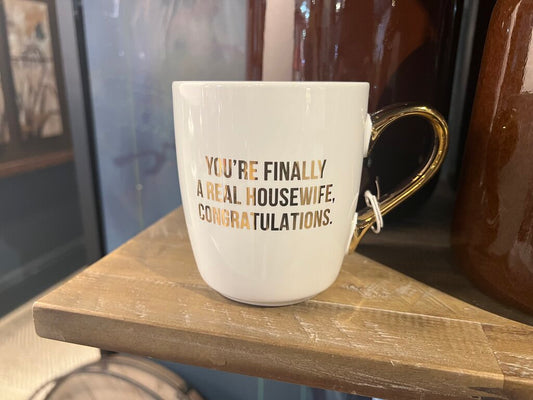 YOU'RE FINALLY
A REAL HOUSEWIFE,
CONGRATULATIONS.